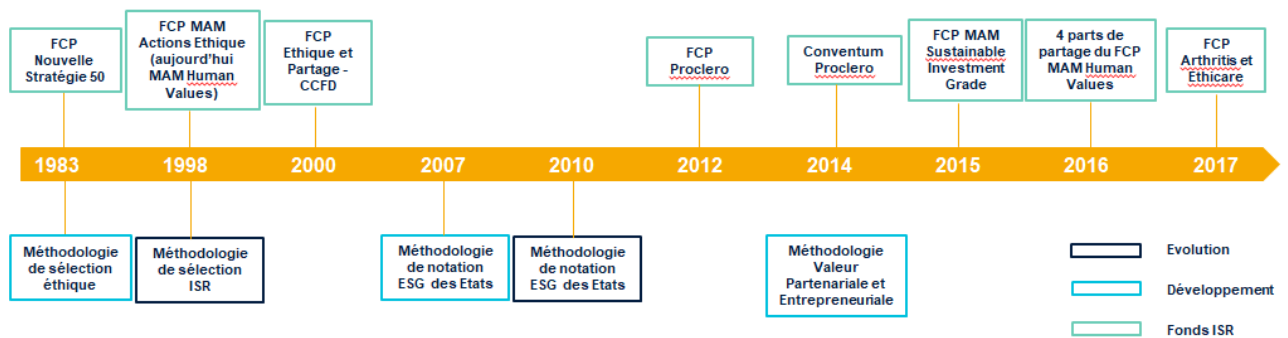 FCP
Nouvelle
Stratégie 50
FCP MAM
Actions Ethique
(aujourd'hui
MAM Human
Values)
FCP
Ethique et
Partage -
CCFD
FCP
Proclero
Conventum
Proclero
FCP MAM
Sustainable
Investment
Grade
4 parts de
partage du FCP
MAM Human
Values
FCP
Arthritis et
Ethicare
1983
1998
2000
2007
2010
2012
2014
2015
2016
2017
Méthodologie
de sélection
éthique
Méthodologie
de sélection
ISR
Méthodologie
de notation
ESG des Etats
Méthodologie
de notation
ESG des Etats
Méthodologie
Valeur
Partenariale et
Entrepreneuriale
Evolution
Développement
Fonds ISR